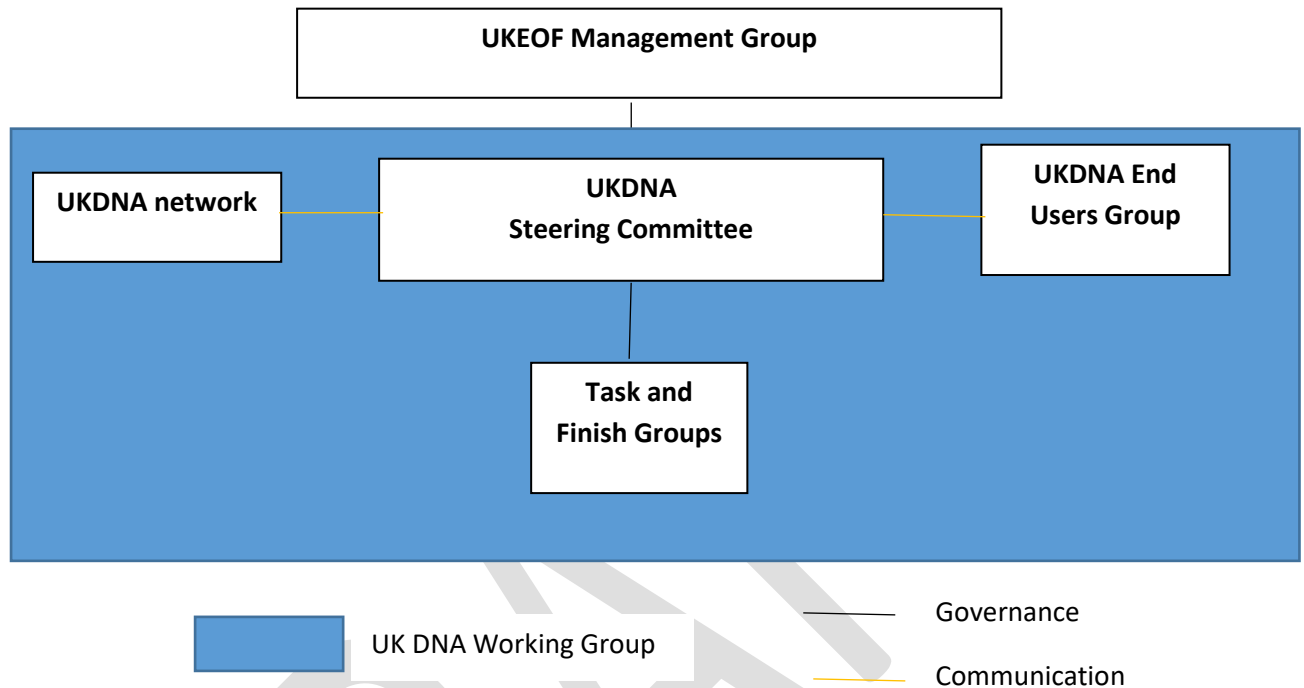 UKEOF Management Group
UKDNA network
UKDNA
Steering Committee
UKDNA End
Users Group
Task and
Finish Groups
UK DNA Working Group
Governance
Communication